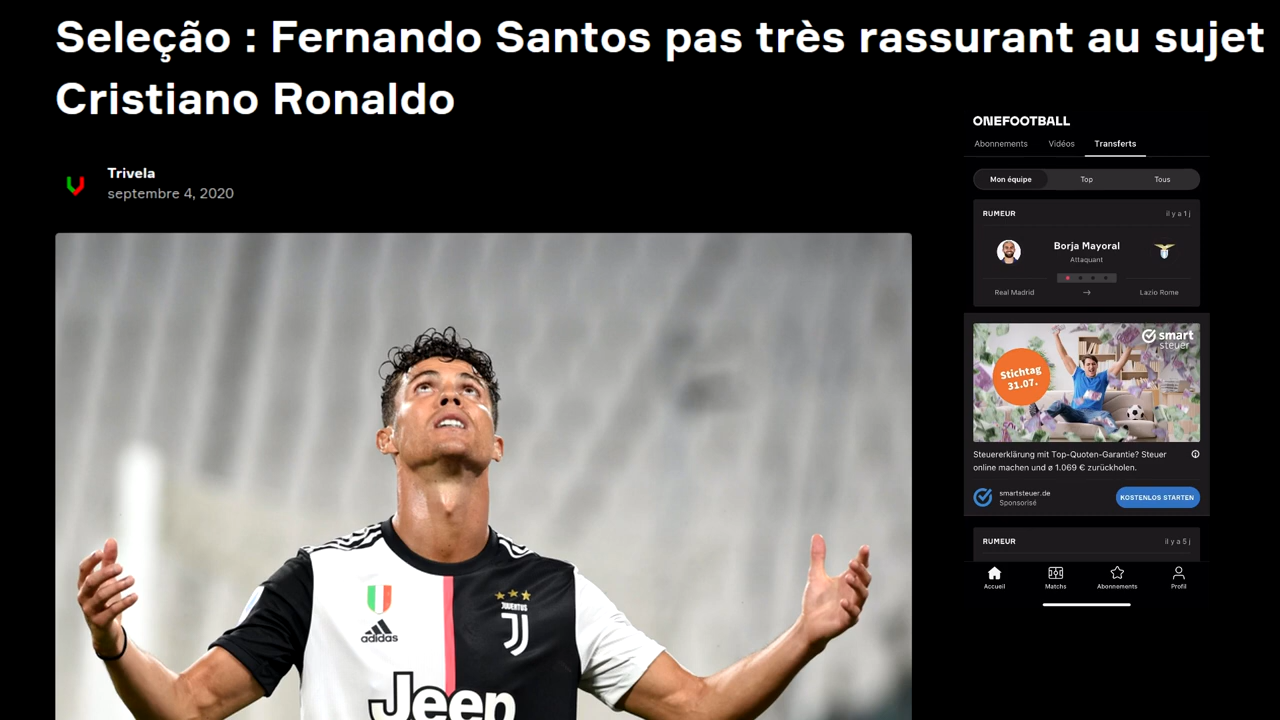 Seleção : Fernando Santos pas très rassurant au sujet
Cristiano Ronaldo
Trivela
septembre 4, 2020
adidas
JUVENTUS
Jeep
ONEFOOTBALL
Abonnements Vidéos Transferts
Mon équipe Top Tous
RUMEUR il y a 1 j
Borja Mayoral
Attaquant
Real Madrid → Lazio Rome
smart
steuer
Stichtag
31.07.
Steuererklärung mit Top-Quoten-Garantie? Steuer
online machen und ø 1.069 € zurückholen.
smartsteuer.de
Sponsorisé
KOSTENLOS STARTEN
RUMEUR il y a 5 j
Accueil Matchs Abonnements Profil